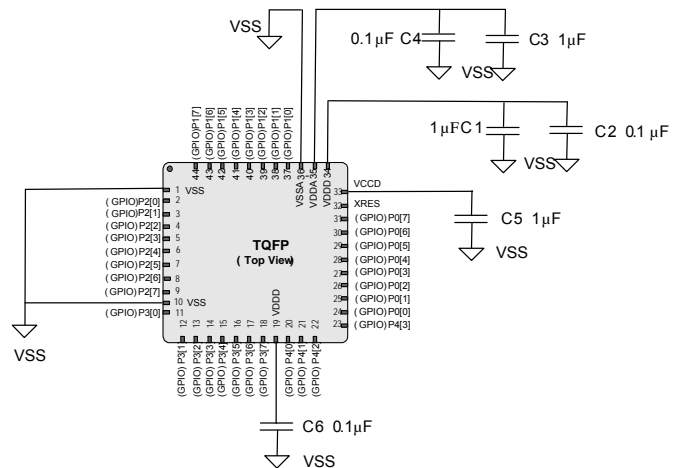 VSS
0.1 µF C4
C3 1µF
VSS
1µFC1
C2 0.1 µF
VSS
44 (GPIO)P1[7]
43 (GPIO)P1[6]
42 (GPIO)P1[5]
41 (GPIO)P1[4]
40 (GPIO)P1[3]
39 (GPIO)P1[2]
38 (GPIO)P1[1]
37 (GPIO)P1[0]
VSSA 36
VDDA 35
VDDD 34
1 VSS
(GPIO)P2[0] 2
(GPIO)P2[1] 3
(GPIO)P2[2] 4
(GPIO)P2[3] 5
(GPIO)P2[4] 6
(GPIO)P2[5] 7
(GPIO)P2[6] 8
(GPIO)P2[7] 9
10 VSS
(GPIO)P3[0] 11
TQFP
(Top View)
33 VCCD
32 XRES
31 (GPIO)P0[7]
30 (GPIO)P0[6]
29 (GPIO)P0[5]
28 (GPIO)P0[4]
27 (GPIO)P0[3]
26 (GPIO)P0[2]
25 (GPIO)P0[1]
24 (GPIO)P0[0]
23 (GPIO)P4[3]
C5 1µF
VSS
VSS
12 (GPIO) P3[1]
13 (GPIO) P3[2]
14 (GPIO) P3[3]
15 (GPIO) P3[4]
16 (GPIO) P3[5]
17 (GPIO) P3[6]
18 (GPIO) P3[7]
19 VDDD
20 (GPIO) P4[0]
21 (GPIO) P4[1]
22 (GPIO) P4[2]
C6 0.1µF
VSS